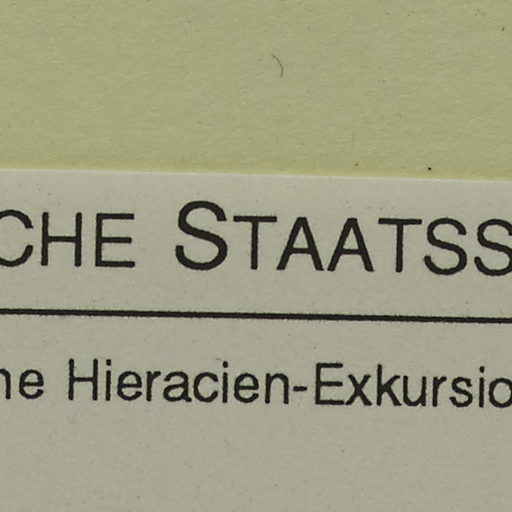 CHE STAATSS
ne Hieracien-Exkursio